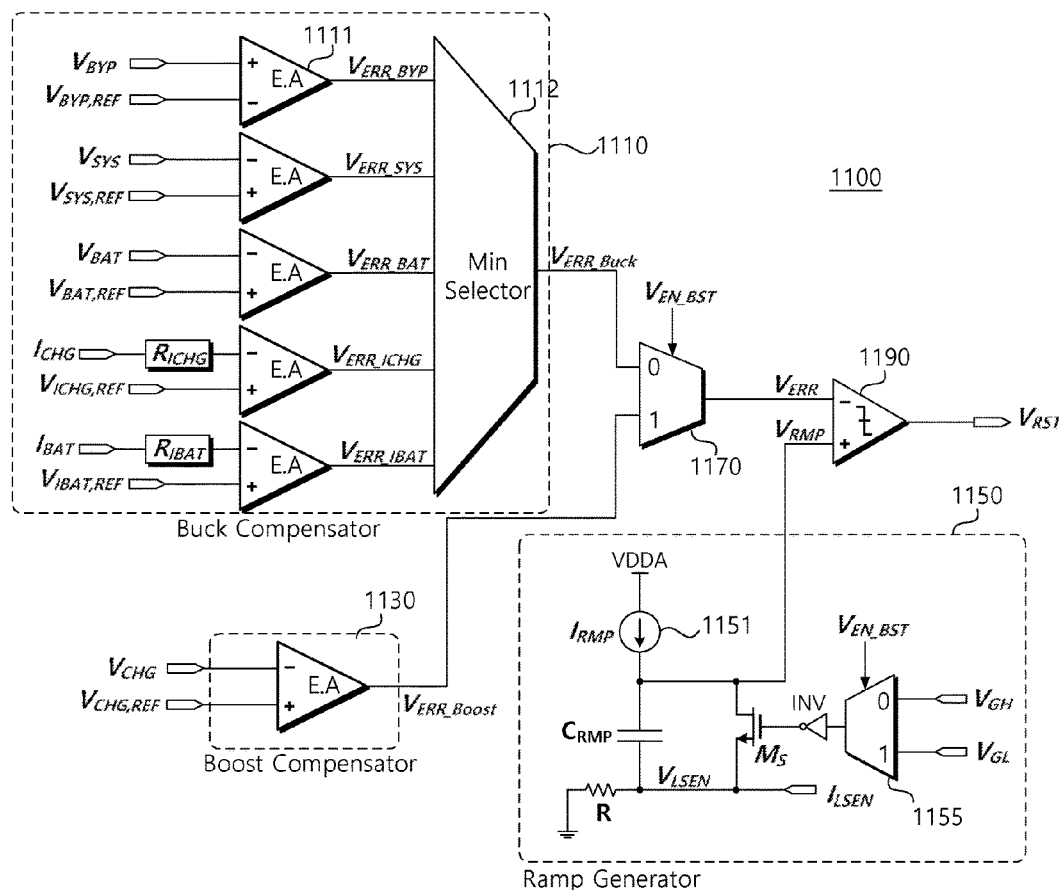 1111
V_BYP
+
E.A
V_ERR_BYP
V_BYP,REF
−
1112
1110
V_SYS
−
E.A
V_ERR_SYS
V_SYS,REF
+
1100
V_BAT
−
E.A
V_ERR_BAT
V_BAT,REF
+
Min
Selector
V_ERR_Buck
V_EN_BST
I_CHG
R_ICHG
−
E.A
V_ERR_ICHG
V_ICHG,REF
+
0
1
1170
V_ERR
1190
−
V_RMP
+
V_RST
I_BAT
R_IBAT
−
E.A
V_ERR_IBAT
V_IBAT,REF
+
Buck Compensator
1150
VDDA
1130
I_RMP
1151
V_EN_BST
V_CHG
−
E.A
V_CHG,REF
+
V_ERR_Boost
Boost Compensator
INV
0
V_GH
1
V_GL
C_RMP
M_S
V_LSEN
I_LSEN
1155
R
Ramp Generator